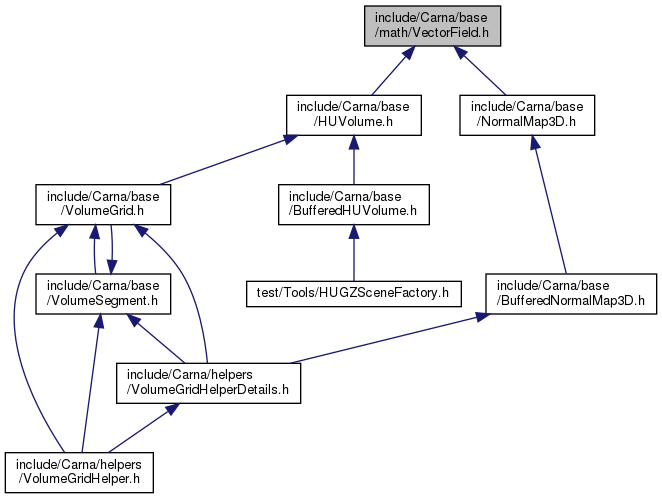 include/Carna/base
/math/VectorField.h
include/Carna/base
/HUVolume.h
include/Carna/base
/NormalMap3D.h
include/Carna/base
/VolumeGrid.h
include/Carna/base
/BufferedHUVolume.h
include/Carna/base
/VolumeSegment.h
test/Tools/HUGZSceneFactory.h
include/Carna/base
/BufferedNormalMap3D.h
include/Carna/helpers
/VolumeGridHelperDetails.h
include/Carna/helpers
/VolumeGridHelper.h